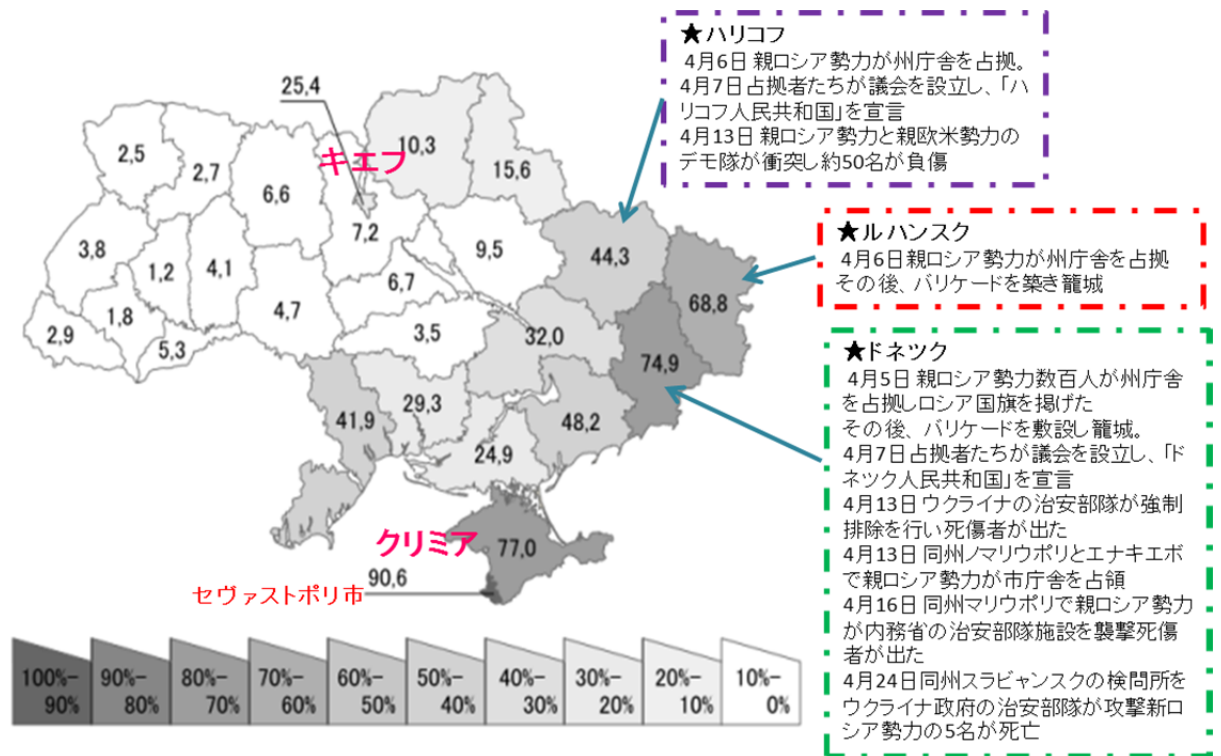 ★ハリコフ
4月6日 親ロシア勢力が州庁舎を占拠。
4月7日占拠者たちが議会を設立し、「ハ
リコフ人民共和国」を宣言
4月13日 親ロシア勢力と親欧米勢力の
デモ隊が衝突し約50名が負傷
★ルハンスク
4月6日親ロシア勢力が州庁舎を占拠
その後、バリケードを築き籠城
★ドネツク
4月5日 親ロシア勢力数百人が州庁舎
を占拠しロシア国旗を掲げた
その後、バリケードを敷設し籠城。
4月7日占拠者たちが議会を設立し、「ド
ネツク人民共和国」を宣言
4月13日ウクライナの治安部隊が強制
排除を行い死傷者が出た
4月13日 同州ノマリウポリとエナキエボ
で親ロシア勢力が市庁舎を占領
4月16日 同州マリウポリで親ロシア勢力
が内務省の治安部隊施設を襲撃死傷
者が出た
4月24日同州スラビャンスクの検問所を
ウクライナ政府の治安部隊が攻撃新ロ
シア勢力の5名が死亡
25,4
キエフ
2,5
2,7
6,6
10,3
15,6
7,2
9,5
44,3
68,8
3,8
1,2
4,1
6,7
4,7
3,5
32,0
74,9
2,9
1,8
5,3
41,9
29,3
48,2
24,9
クリミア
77,0
セヴァストポリ市
90,6
100%–
90%
90%–
80%
80%–
70%
70%–
60%
60%–
50%
50%–
40%
40%–
30%
30%–
20%
20%–
10%
10%–
0%